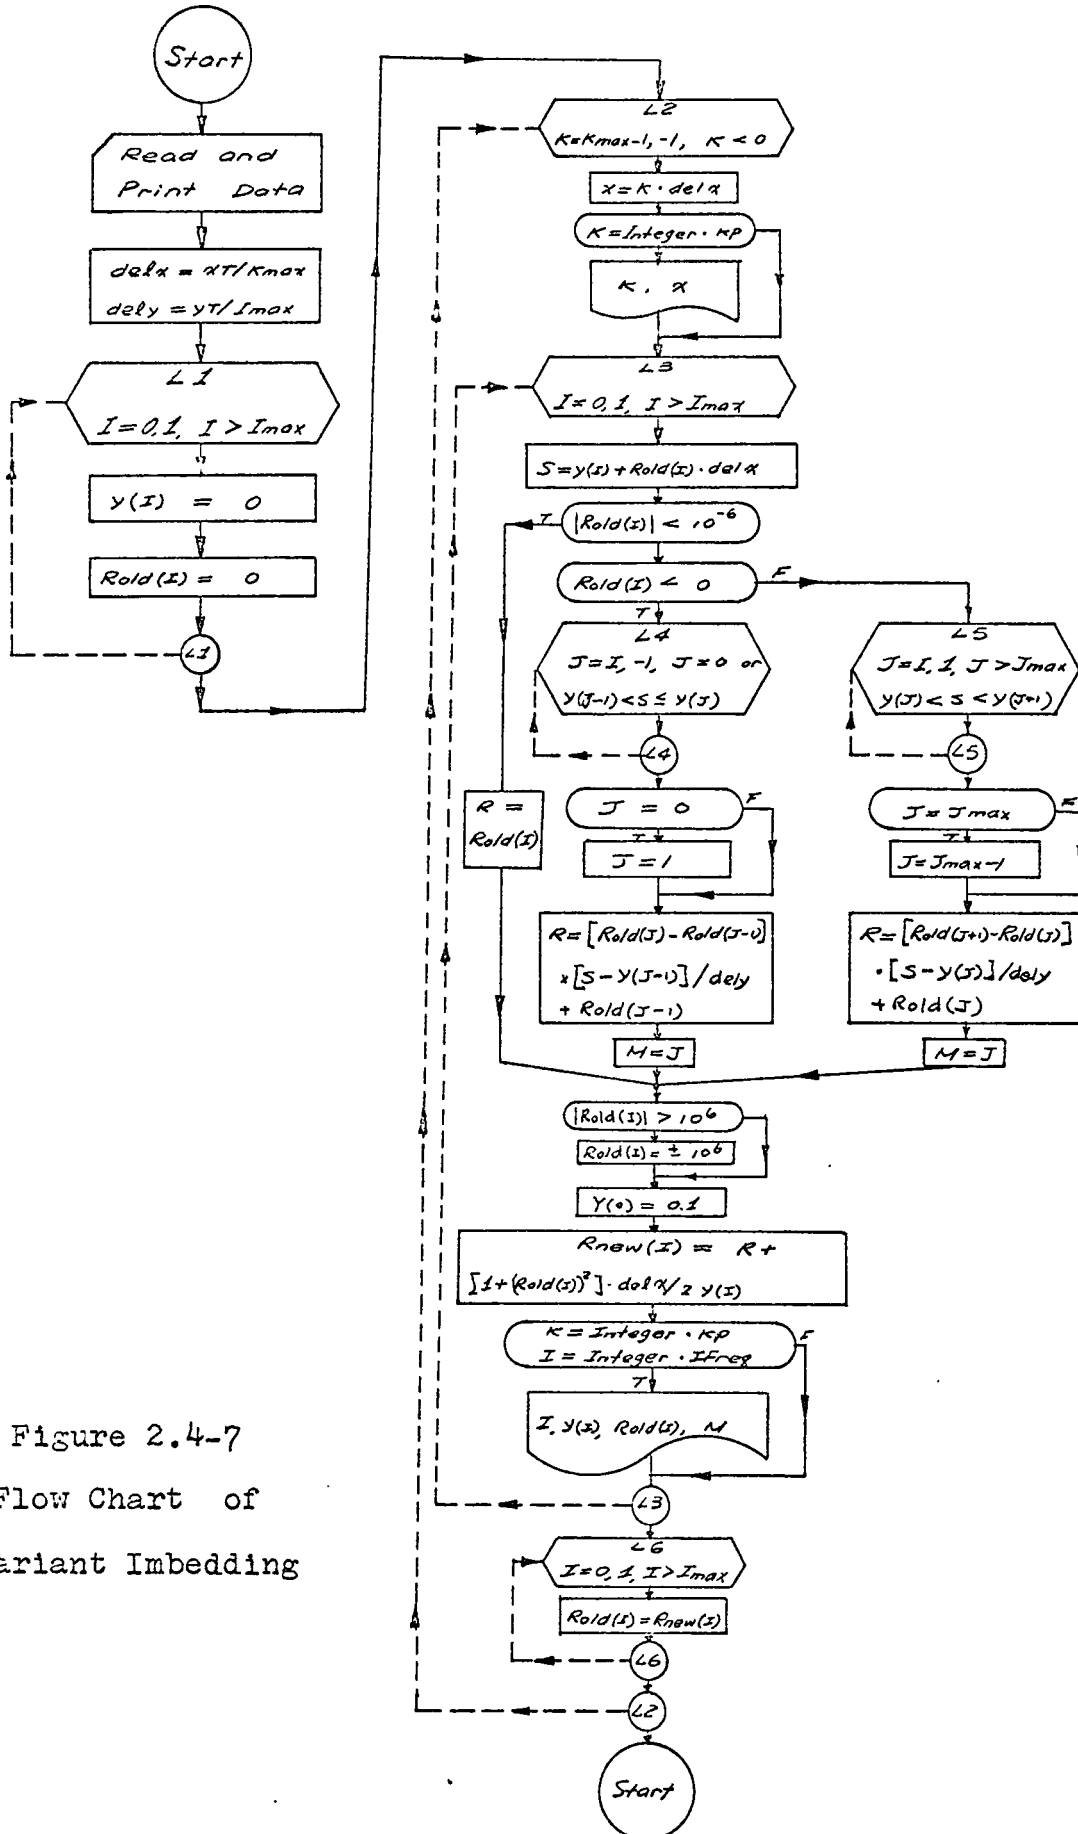 Start
Read and
Print Data
delx = xT/Kmax
dely = yT/Imax
L1
I=0,1, I > Imax
y(I) = 0
Rold(I) = 0
L1
L2
K=Kmax-1,-1, K<0
x=K·delx
K=Integer·Kp
K, x
L3
I=0,1, I > Imax
S=y(I)+Rold(I)·delx
T
|Rold(I)| < 10^-6
Rold(I) < 0
F
T
L4
J=I,-1, J=0 or
Y(J-1)<S≤Y(J)
L4
L5
J=I,1, J>Jmax
Y(J)<S<Y(J+1)
L5
R=
Rold(I)
J = 0
F
T
J=1
J=Jmax
F
T
J=Jmax-1
R=[Rold(J)-Rold(J-1)]
×[S-Y(J-1)]/dely
+ Rold(J-1)
M=J
R=[Rold(J+1)-Rold(J)]
·[S-Y(J)]/dely
+ Rold(J)
M=J
|Rold(I)| > 10^6
Rold(I)= ± 10^6
Y(0) = 0.1
Rnew(I) = R+
[1+(Rold(I))^2]·delx/2 y(I)
K=Integer·Kp
I=Integer·IFreq
F
T
I, Y(I), Rold(I), M
L3
L6
I=0,1, I>Imax
Rold(I)=Rnew(I)
L6
L2
Start
Figure 2.4-7
Flow Chart of
ariant Imbedding